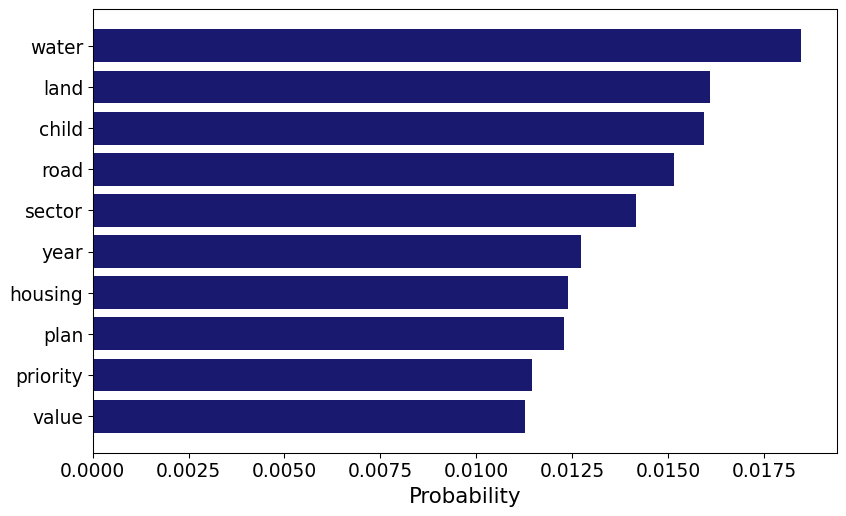 water
land
child
road
sector
year
housing
plan
priority
value
0.0000 0.0025 0.0050 0.0075 0.0100 0.0125 0.0150 0.0175
Probability